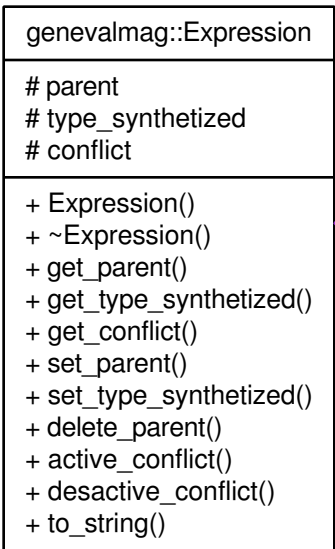 genevalmag::Expression
# parent
# type_synthetized
# conflict
+ Expression()
+ ~Expression()
+ get_parent()
+ get_type_synthetized()
+ get_conflict()
+ set_parent()
+ set_type_synthetized()
+ delete_parent()
+ active_conflict()
+ desactive_conflict()
+ to_string()